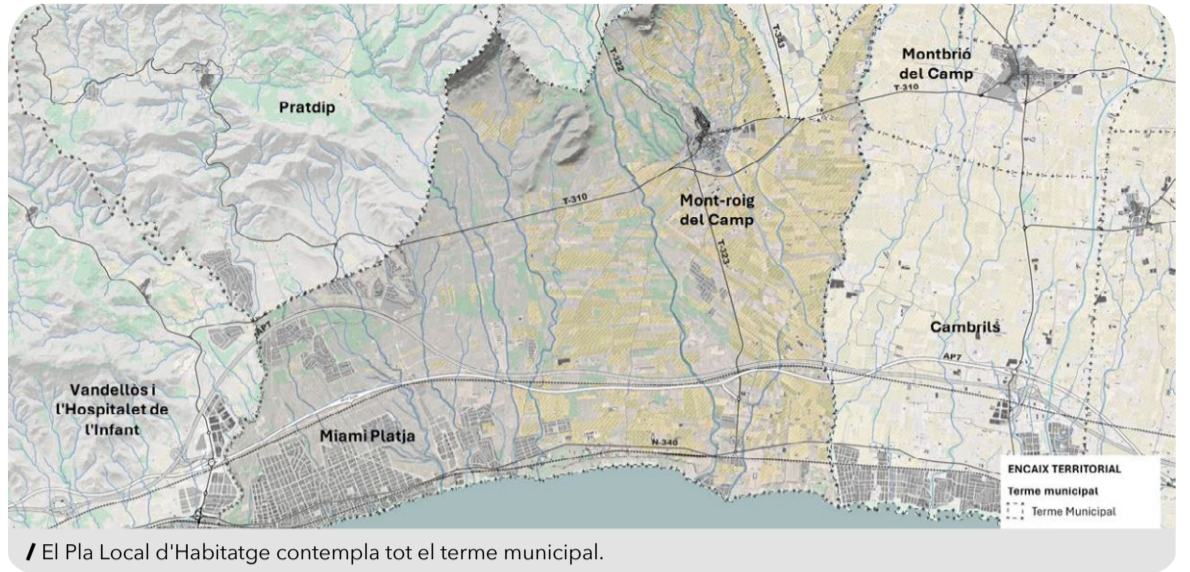 T-322
T-313
Montbrió
del Camp
T-310
Pratdip
T-310
Mont-roig
del Camp
T-323
AP7
Cambrils
AP7
Vandellòs i
l'Hospitalet de
l'Infant
Miami Platja
N-340
ENCAIX TERRITORIAL
Terme municipal
Terme Municipal
/ El Pla Local d'Habitatge contempla tot el terme municipal.